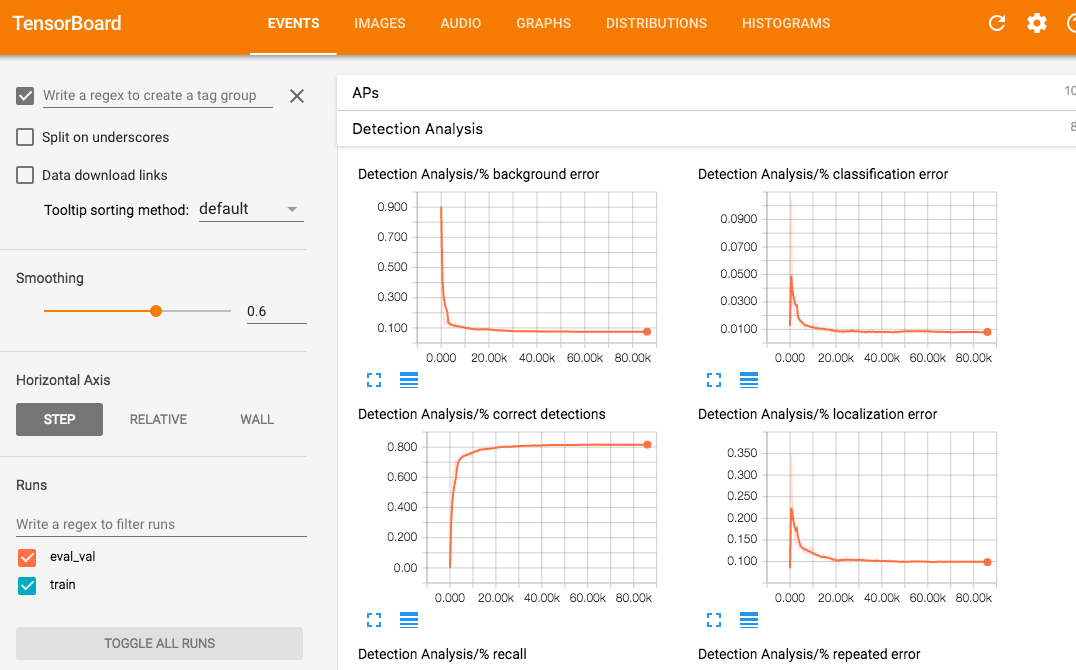 TensorBoard EVENTS IMAGES AUDIO GRAPHS DISTRIBUTIONS HISTOGRAMS
Write a regex to create a tag group
Split on underscores
Data download links
Tooltip sorting method: default
Smoothing
0.6
Horizontal Axis
STEP RELATIVE WALL
Runs
Write a regex to filter runs
eval_val
train
TOGGLE ALL RUNS
APs 10
Detection Analysis 8
Detection Analysis/% background error
0.900
0.700
0.500
0.300
0.100
0.000 20.00k 40.00k 60.00k 80.00k
Detection Analysis/% classification error
0.0900
0.0700
0.0500
0.0300
0.0100
0.000 20.00k 40.00k 60.00k 80.00k
Detection Analysis/% correct detections
0.800
0.600
0.400
0.200
0.00
0.000 20.00k 40.00k 60.00k 80.00k
Detection Analysis/% localization error
0.350
0.300
0.250
0.200
0.150
0.100
0.000 20.00k 40.00k 60.00k 80.00k
Detection Analysis/% recall
Detection Analysis/% repeated error